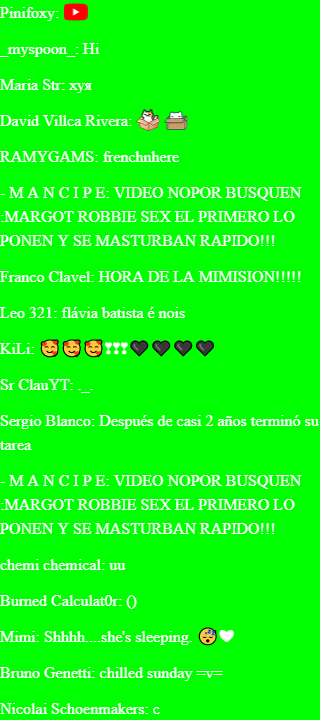 Pinifoxy:
_myspoon_: Hi
Maria Str: хуя
David Villca Rivera:
RAMYGAMS: frenchnhere
- M A N C I P E: VIDEO NOPOR BUSQUEN
:MARGOT ROBBIE SEX EL PRIMERO LO
PONEN Y SE MASTURBAN RAPIDO!!!
Franco Clavel: HORA DE LA MIMISION!!!!!
Leo 321: flávia batista é nois
KiLi: 🥰🥰🥰❣❣❣🖤🖤🖤🖤
Sr ClauYT: ._.
Sergio Blanco: Después de casi 2 años terminó su
tarea
- M A N C I P E: VIDEO NOPOR BUSQUEN
:MARGOT ROBBIE SEX EL PRIMERO LO
PONEN Y SE MASTURBAN RAPIDO!!!
chemi chemical: uu
Burned Calculat0r: ()
Mimi: Shhhh....she's sleeping. 😴🤍
Bruno Genetti: chilled sunday =v=
Nicolai Schoenmakers: c